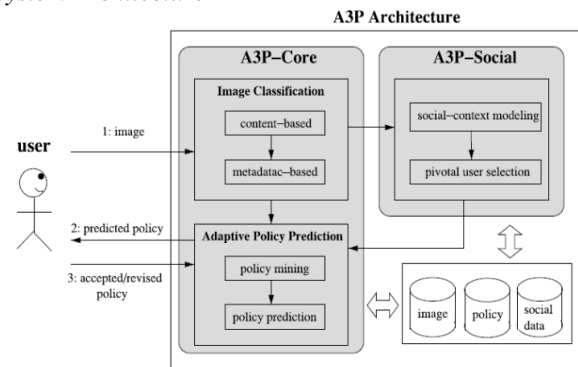 A3P Architecture
A3P–Core
A3P–Social
Image Classification
content–based
metadatac–based
social–context modeling
pivotal user selection
user
1: image
2: predicted policy
3: accepted/revised
policy
Adaptive Policy Prediction
policy mining
policy prediction
image
policy
social
data